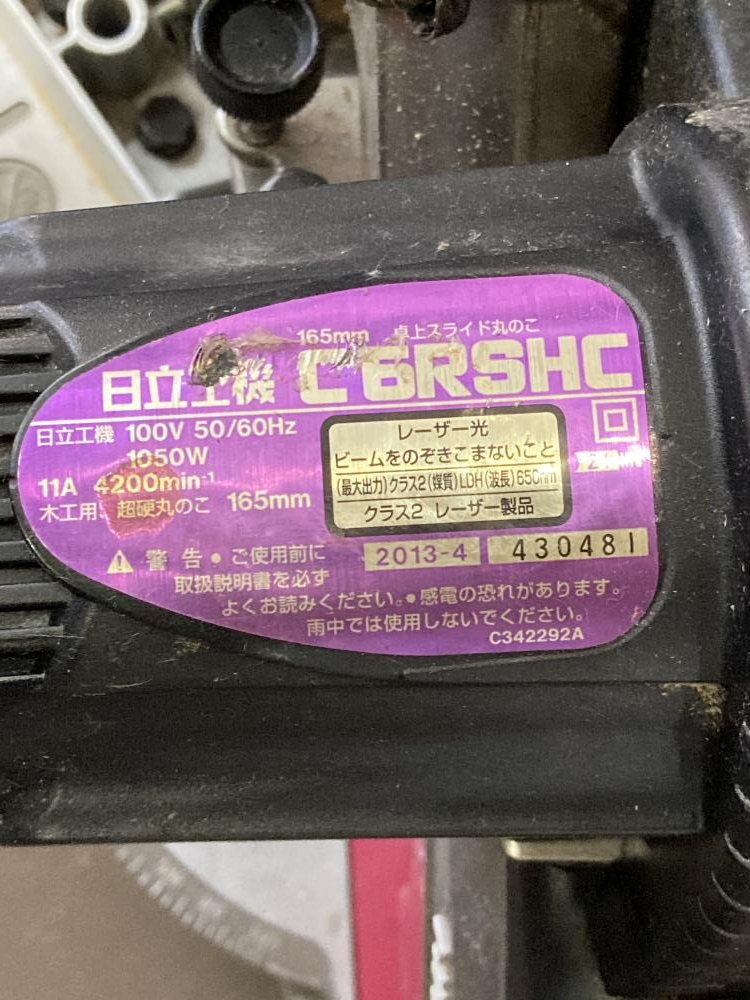 165mm 卓上スライド丸のこ
日立工機 C 6RSHC
日立工機 100V 50/60Hz
1050W
11A 4200min⁻¹
木工用 超硬丸のこ 165mm
レーザー光
ビームをのぞきこまないこと
(最大出力)クラス2(媒質)LDH(波長)650nm
クラス2 レーザー製品
警告●ご使用前に
取扱説明書を必ず
よくお読みください。●感電の恐れがあります。
雨中では使用しないでください。
2013-4 430481
C342292A